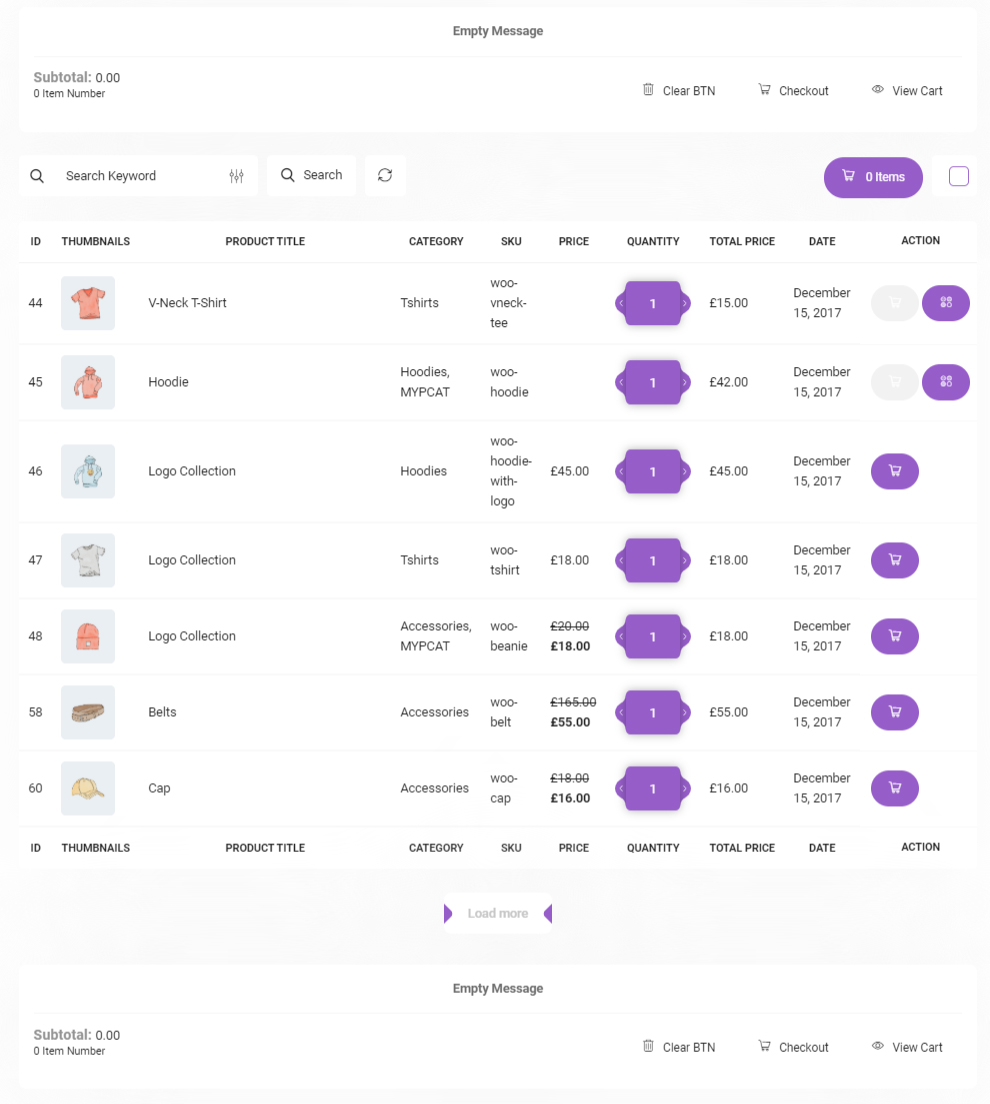 Empty Message
Subtotal: 0.00
0 Item Number
Clear BTN Checkout View Cart
Search Keyword Search 0 Items
ID THUMBNAILS PRODUCT TITLE CATEGORY SKU PRICE QUANTITY TOTAL PRICE DATE ACTION
44 V-Neck T-Shirt Tshirts woo-vneck-tee 1 £15.00 December 15, 2017
45 Hoodie Hoodies, MYPCAT woo-hoodie 1 £42.00 December 15, 2017
46 Logo Collection Hoodies woo-hoodie-with-logo £45.00 1 £45.00 December 15, 2017
47 Logo Collection Tshirts woo-tshirt £18.00 1 £18.00 December 15, 2017
48 Logo Collection Accessories, MYPCAT woo-beanie £20.00 £18.00 1 £18.00 December 15, 2017
58 Belts Accessories woo-belt £165.00 £55.00 1 £55.00 December 15, 2017
60 Cap Accessories woo-cap £18.00 £16.00 1 £16.00 December 15, 2017
ID THUMBNAILS PRODUCT TITLE CATEGORY SKU PRICE QUANTITY TOTAL PRICE DATE ACTION
Load more
Empty Message
Subtotal: 0.00
0 Item Number
Clear BTN Checkout View Cart